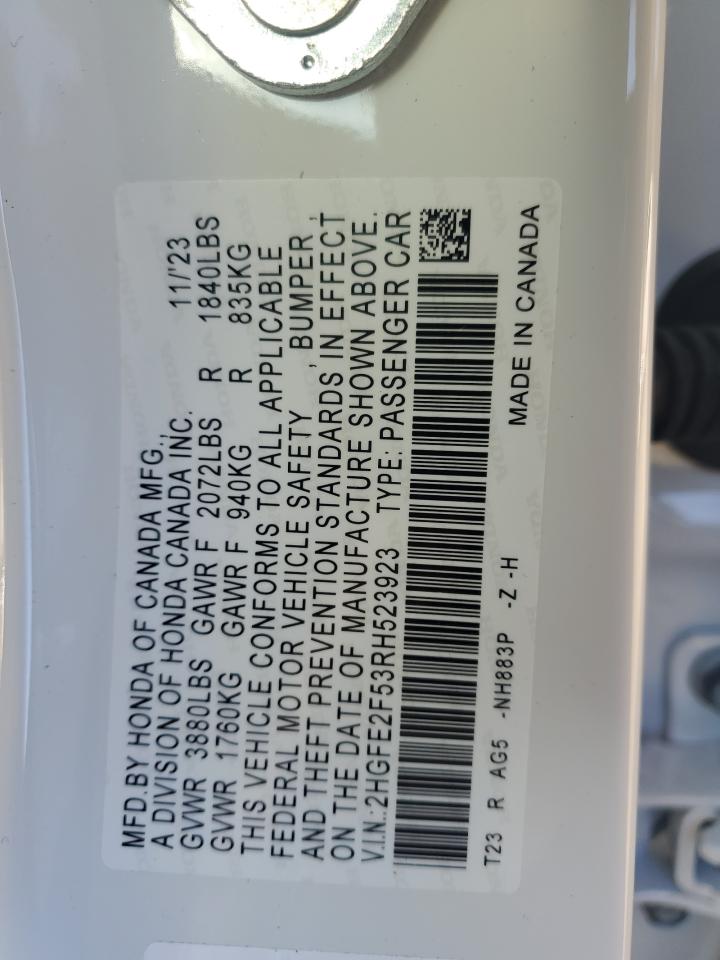 MFD.BY HONDA OF CANADA MFG.,
A DIVISION OF HONDA CANADA INC. 11/'23
GVWR 3880LBS GAWR F 2072LBS R 1840LBS
GVWR 1760KG GAWR F 940KG R 835KG
THIS VEHICLE CONFORMS TO ALL APPLICABLE
FEDERAL MOTOR VEHICLE SAFETY , BUMPER ,
AND THEFT PREVENTION STANDARDS, IN EFFECT
ON THE DATE OF MANUFACTURE SHOWN ABOVE.
V.I.N.:2HGFE2F53RH523923 TYPE: PASSENGER CAR
MADE IN CANADA
T23 R AG5 -NH883P -Z -H